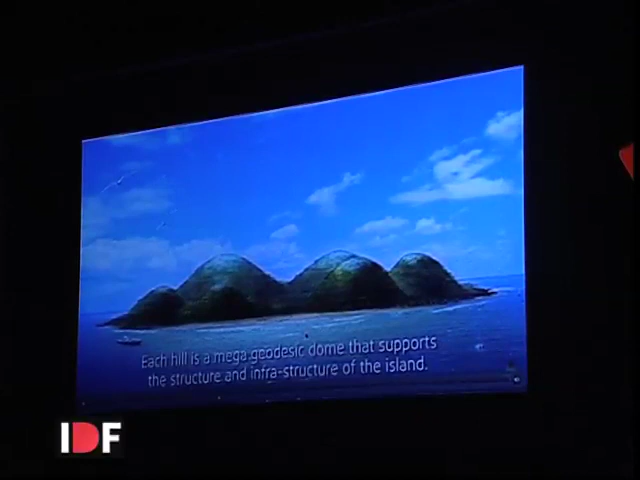 Each hill is a mega geodesic dome that supports
the structure and infra-structure of the island.
IDF